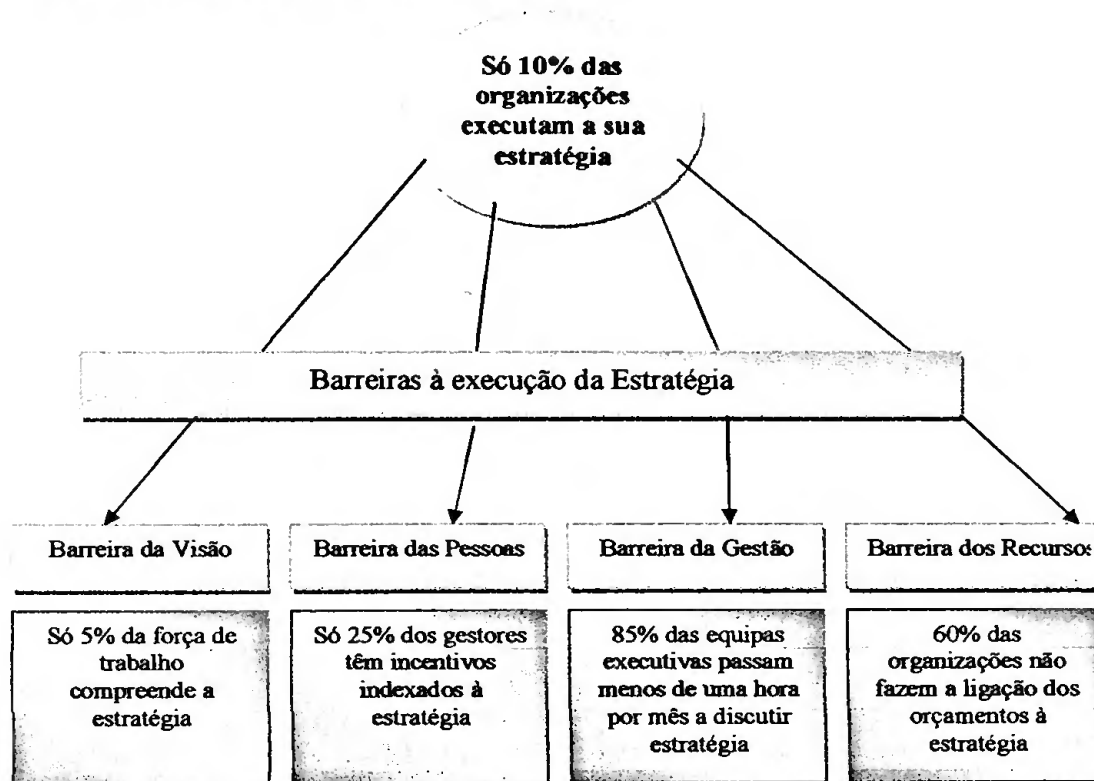 Só 10% das
organizações
executam a sua
estratégia
Barreiras à execução da Estratégia
Barreira da Visão
Barreira das Pessoas
Barreira da Gestão
Barreira dos Recursos
Só 5% da força de
trabalho
compreende a
estratégia
Só 25% dos gestores
têm incentivos
indexados à
estratégia
85% das equipas
executivas passam
menos de uma hora
por mês a discutir
estratégia
60% das
organizações não
fazem a ligação dos
orçamentos à
estratégia